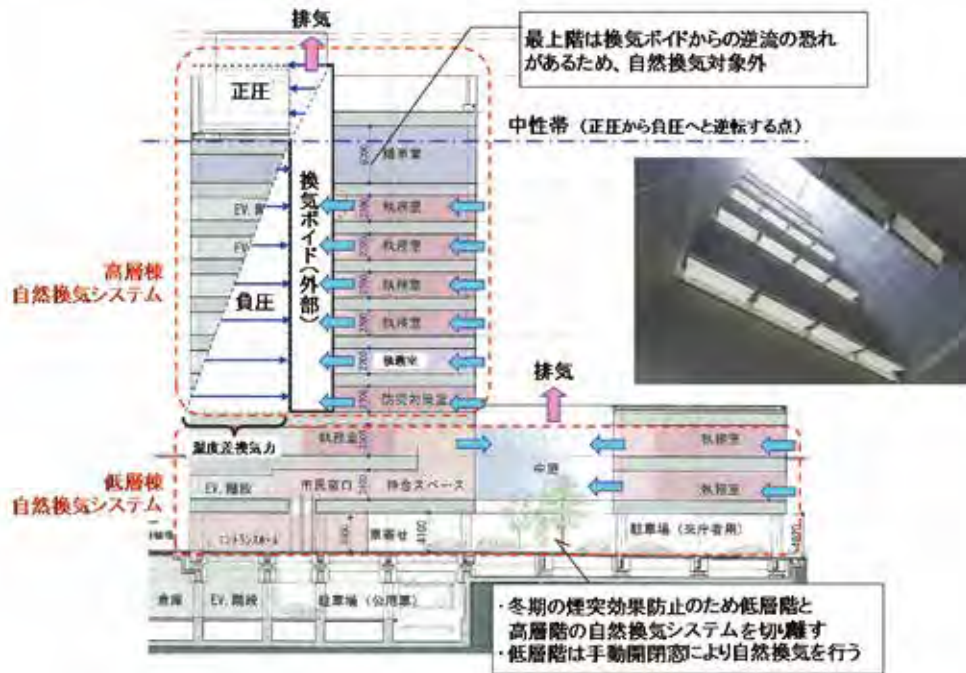 排気
最上階は換気ボイドからの逆流の恐れ
があるため、自然換気対象外
正圧
中性帯 （正圧から負圧へと逆転する点）
換気ボイド（外部）
執務室
執務室
執務室
執務室
高層棟
自然換気システム
負圧
防災対策室
排気
温度差換気力
執務室
執務室
中庭
低層棟
自然換気システム
EV.階段
市民窓口
待合スペース
執務室
エントランスホール
車寄せ
4100
駐車場（来庁者用）
倉庫
EV.階段
駐車場（公用車）
・冬期の煙突効果防止のため低層階と
高層階の自然換気システムを切り離す
・低層階は手動開閉窓により自然換気を行う